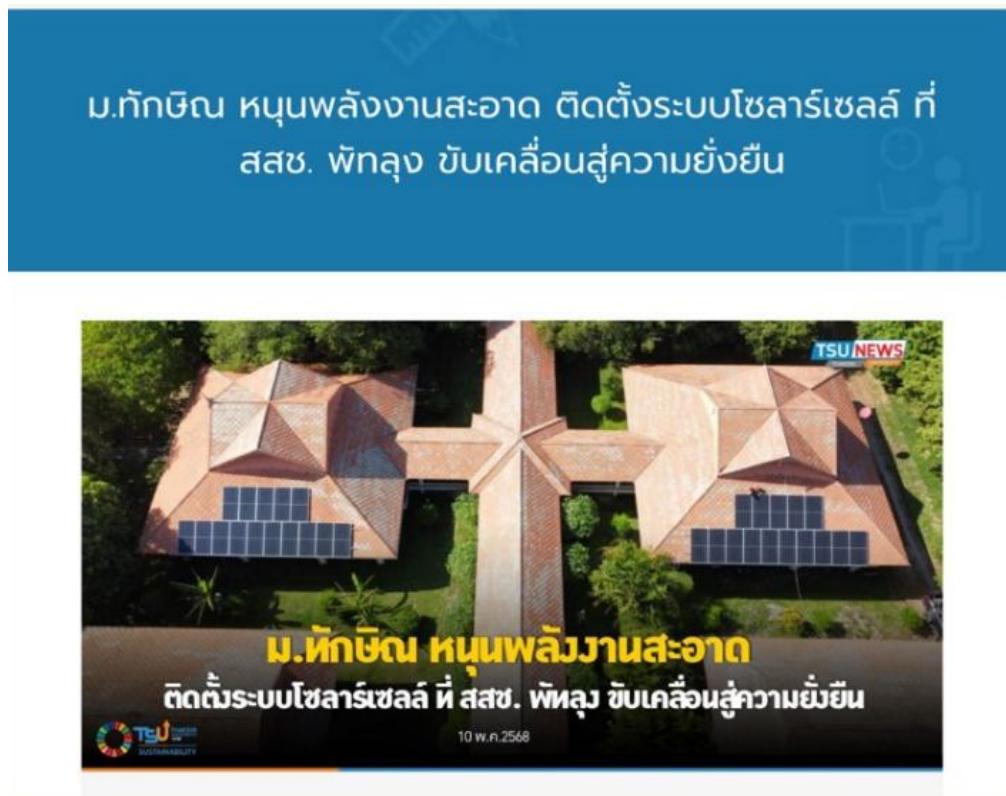 ม.ทักษิณ หนุนพลังงานสะอาด ติดตั้งระบบโซลาร์เซลล์ ที่
สสช. พัทลุง ขับเคลื่อนสู่ความยั่งยืน
TSU NEWS
ม.ทักษิณ หนุนพลังงานสะอาด
ติดตั้งระบบโซลาร์เซลล์ ที่ สสช. พัทลุง ขับเคลื่อนสู่ความยั่งยืน
10 พ.ค.2568
TSU
SUSTAINABILITY